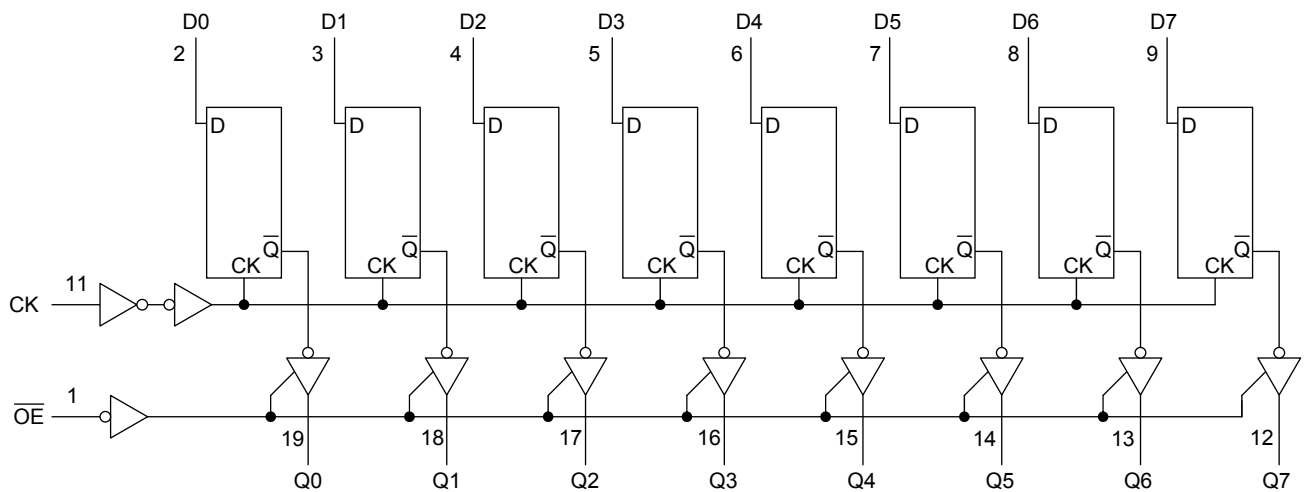 D0 D1 D2 D3 D4 D5 D6 D7
2 3 4 5 6 7 8 9
D D D D D D D D
Q̅ Q̅ Q̅ Q̅ Q̅ Q̅ Q̅ Q̅
CK CK CK CK CK CK CK CK
CK 11
O̅E̅ 1
19 18 17 16 15 14 13 12
Q0 Q1 Q2 Q3 Q4 Q5 Q6 Q7